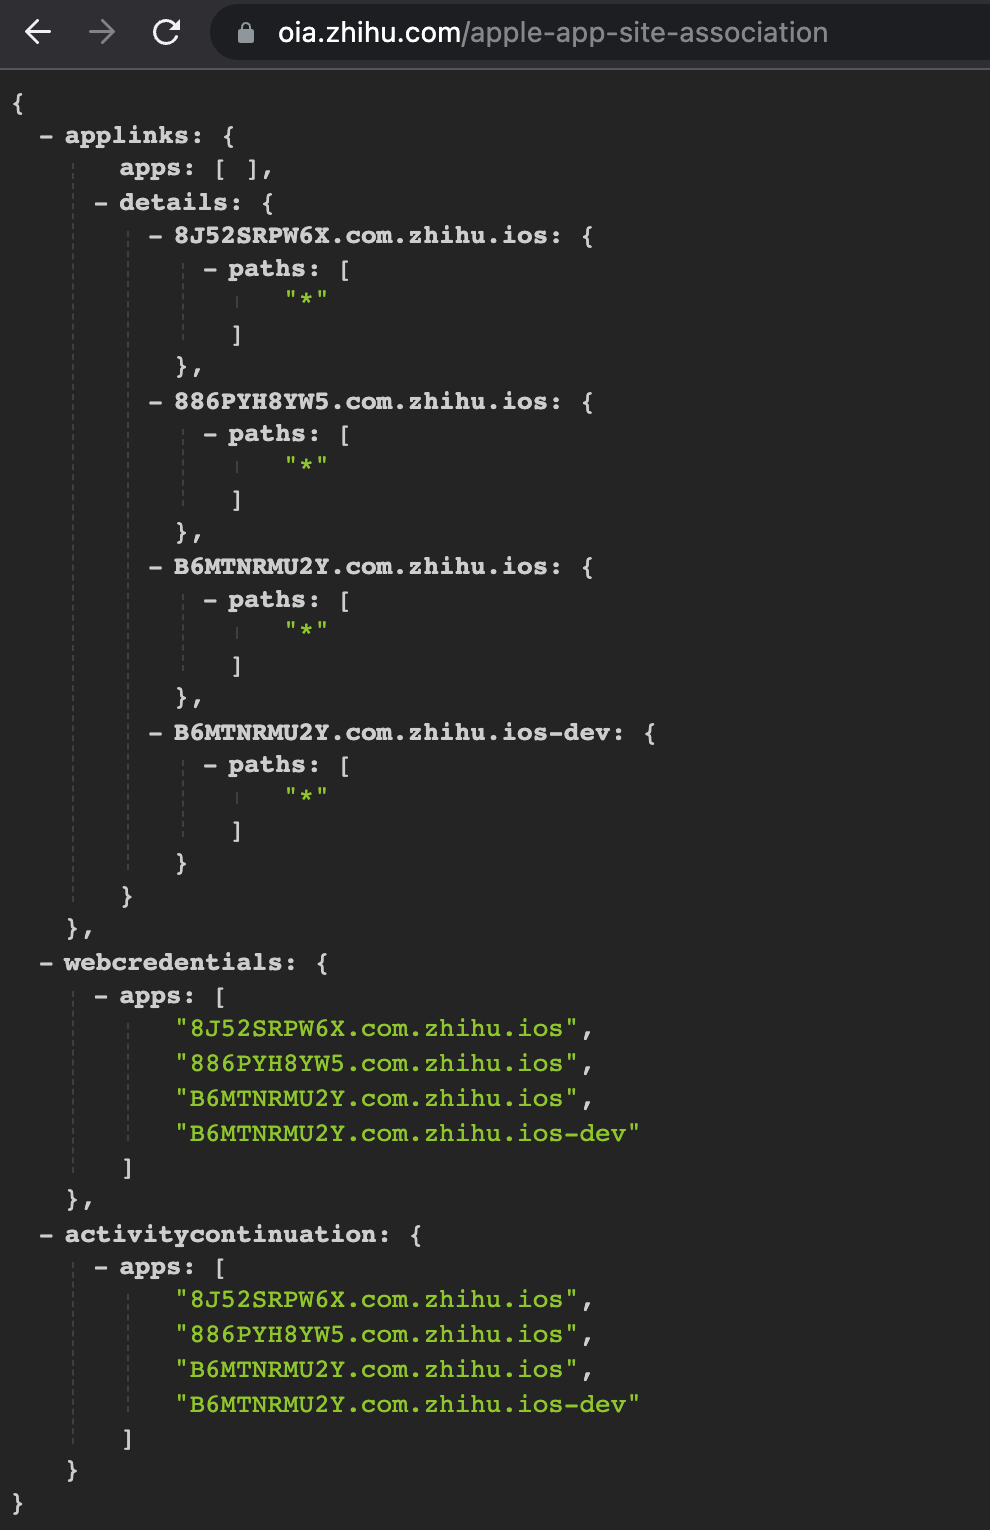 oia.zhihu.com/apple-app-site-association
{
– applinks: {
apps: [ ],
– details: {
– 8J52SRPW6X.com.zhihu.ios: {
– paths: [
"*"
]
},
– 886PYH8YW5.com.zhihu.ios: {
– paths: [
"*"
]
},
– B6MTNRMU2Y.com.zhihu.ios: {
– paths: [
"*"
]
},
– B6MTNRMU2Y.com.zhihu.ios-dev: {
– paths: [
"*"
]
}
}
},
– webcredentials: {
– apps: [
"8J52SRPW6X.com.zhihu.ios",
"886PYH8YW5.com.zhihu.ios",
"B6MTNRMU2Y.com.zhihu.ios",
"B6MTNRMU2Y.com.zhihu.ios-dev"
]
},
– activitycontinuation: {
– apps: [
"8J52SRPW6X.com.zhihu.ios",
"886PYH8YW5.com.zhihu.ios",
"B6MTNRMU2Y.com.zhihu.ios",
"B6MTNRMU2Y.com.zhihu.ios-dev"
]
}
}